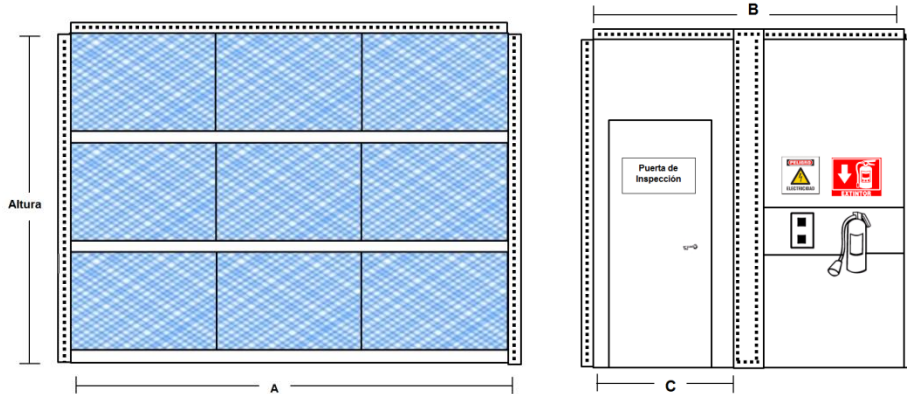 Altura
A
B
Puerta de
Inspección
PELIGRO
ELECTRICIDAD
EXTINTOR
C